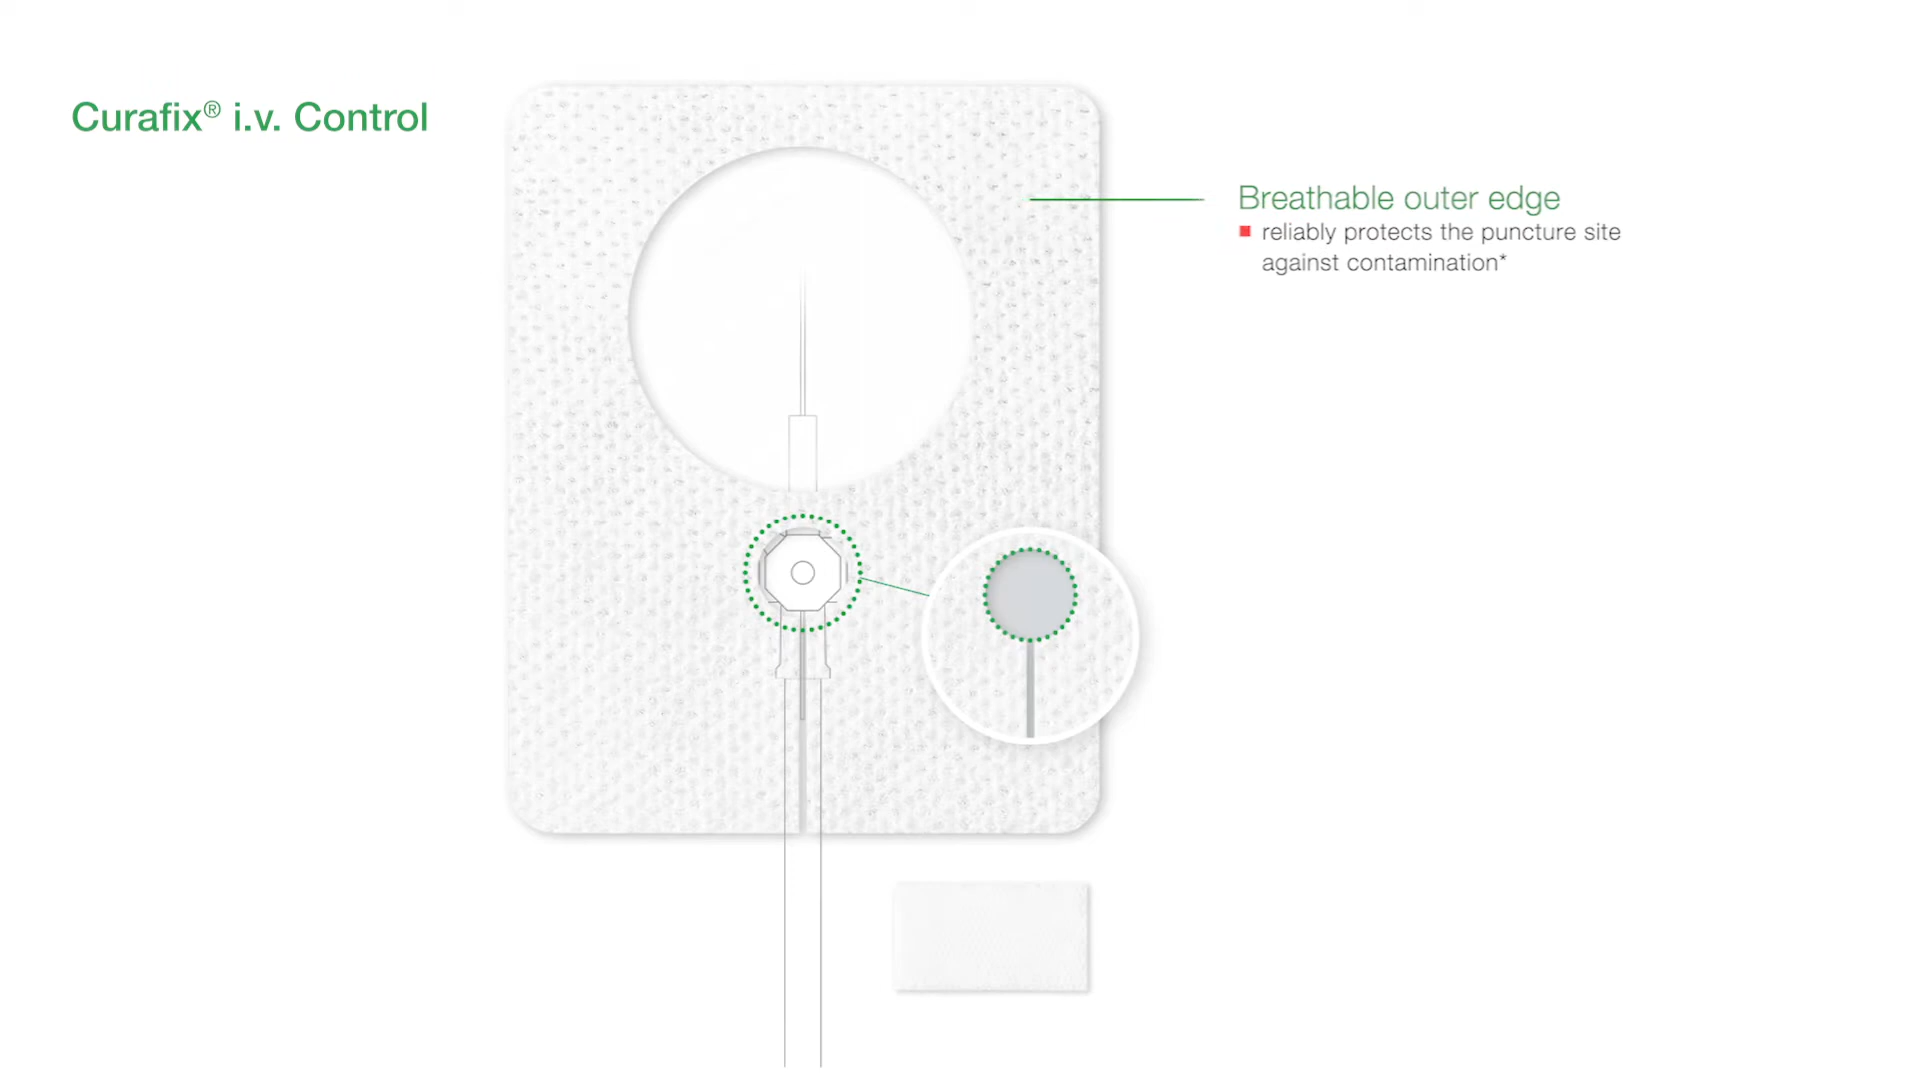 Curafix® i.v. Control
Breathable outer edge
reliably protects the puncture site
against contamination*